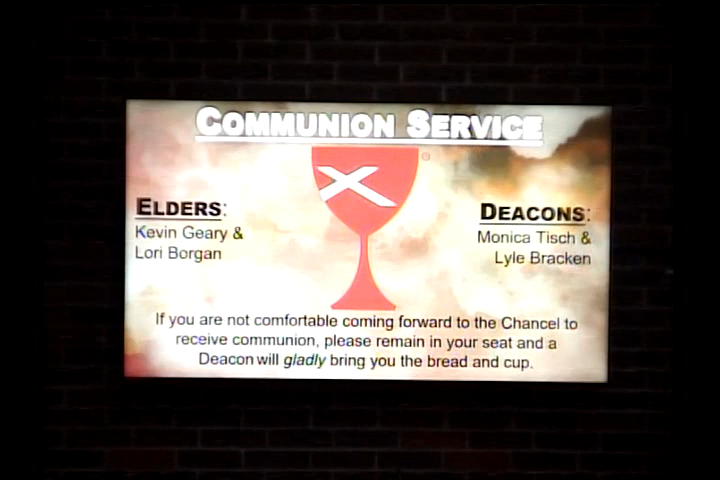 COMMUNION SERVICE
ELDERS:
Kevin Geary &
Lori Borgan
DEACONS:
Monica Tisch &
Lyle Bracken
If you are not comfortable coming forward to the Chancel to
receive communion, please remain in your seat and a
Deacon will gladly bring you the bread and cup.